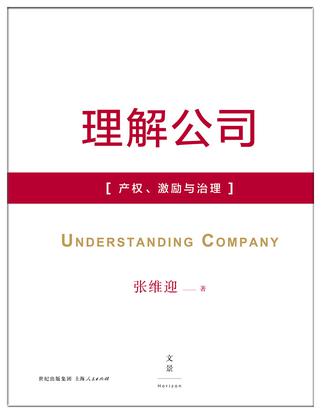 理解公司
[ 产权、激励与治理 ]
UNDERSTANDING COMPANY
张维迎 —— 著
文
景
Horizon
世纪出版集团 上海人民出版社